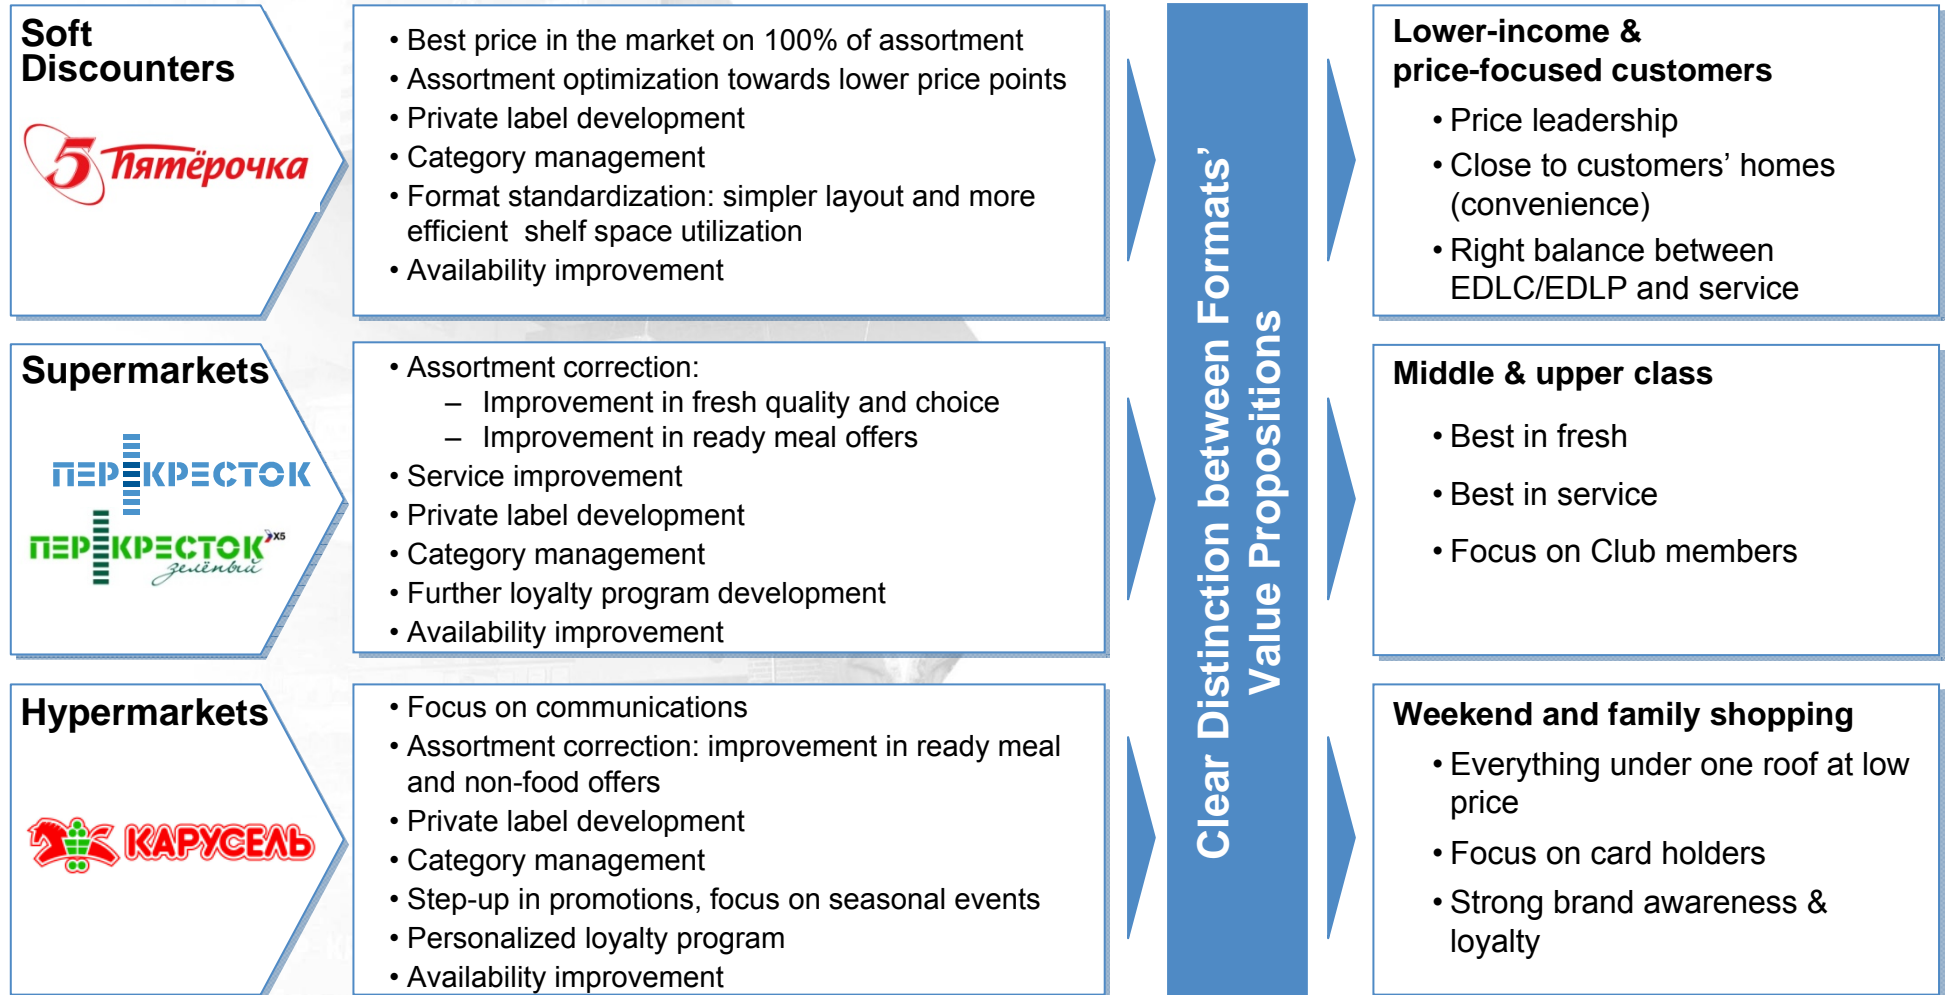 Soft
Discounters
5 Пятёрочка
• Best price in the market on 100% of assortment
• Assortment optimization towards lower price points
• Private label development
• Category management
• Format standardization: simpler layout and more
efficient shelf space utilization
• Availability improvement
Lower-income &
price-focused customers
• Price leadership
• Close to customers’ homes
(convenience)
• Right balance between
EDLC/EDLP and service
Supermarkets
ПЕРЕКРЕСТОК
ПЕРЕКРЕСТОК X5
зелёный
• Assortment correction:
– Improvement in fresh quality and choice
– Improvement in ready meal offers
• Service improvement
• Private label development
• Category management
• Further loyalty program development
• Availability improvement
Clear Distinction between Formats’
Value Propositions
Middle & upper class
• Best in fresh
• Best in service
• Focus on Club members
Hypermarkets
КАРУСЕЛЬ
• Focus on communications
• Assortment correction: improvement in ready meal
and non-food offers
• Private label development
• Category management
• Step-up in promotions, focus on seasonal events
• Personalized loyalty program
• Availability improvement
Weekend and family shopping
• Everything under one roof at low
price
• Focus on card holders
• Strong brand awareness &
loyalty